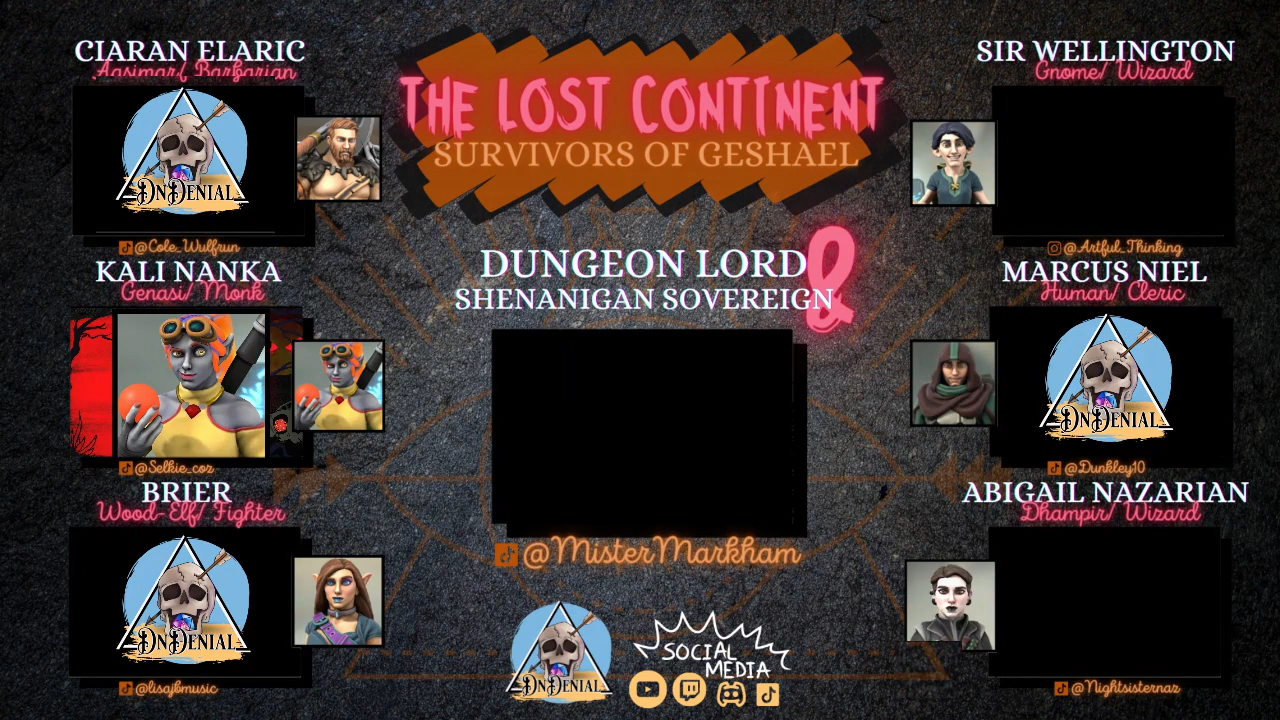 CIARAN ELARIC
Aasimar/ Barbarian
DNDENIAL
@Cole_Wulfrun
KALI NANKA
Genasi/ Monk
@Selkie_coz
BRIER
Wood-Elf/ Fighter
DNDENIAL
@lisajbmusic
THE LOST CONTINENT
SURVIVORS OF GESHAEL
DUNGEON LORD
&
SHENANIGAN SOVEREIGN
@MisterMarkham
DNDENIAL
SOCIAL
MEDIA
SIR WELLINGTON
Gnome/ Wizard
@Artful_Thinking
MARCUS NIEL
Human/ Cleric
DNDENIAL
@Dunkley10
ABIGAIL NAZARIAN
Dhampir/ Wizard
@Nightsisternaz